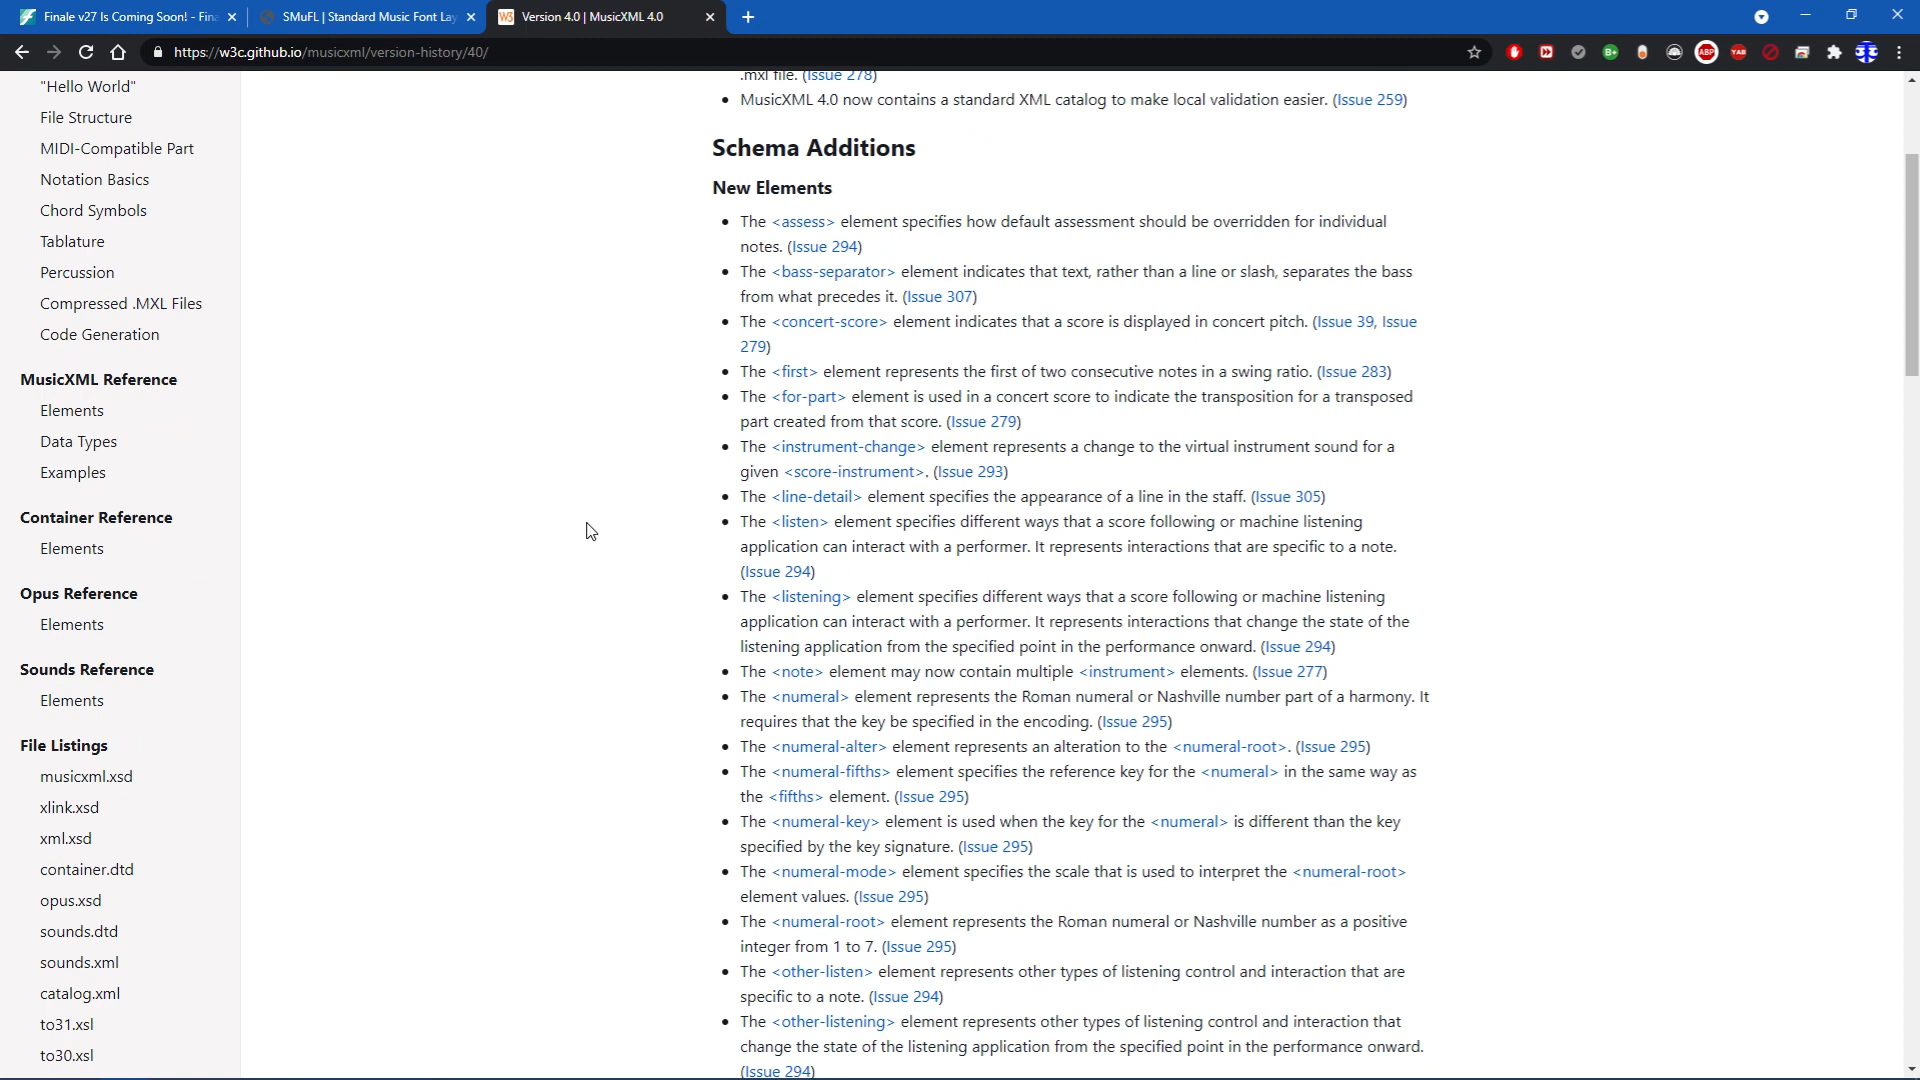 Finale v27 Is Coming Soon! - Fin
SMuFL | Standard Music Font Lay
Version 4.0 | MusicXML 4.0
https://w3c.github.io/musicxml/version-history/40/
"Hello World"
File Structure
MIDI-Compatible Part
Notation Basics
Chord Symbols
Tablature
Percussion
Compressed .MXL Files
Code Generation
MusicXML Reference
Elements
Data Types
Examples
Container Reference
Elements
Opus Reference
Elements
Sounds Reference
Elements
File Listings
musicxml.xsd
xlink.xsd
xml.xsd
container.dtd
opus.xsd
sounds.dtd
sounds.xml
catalog.xml
to31.xsl
to30.xsl
.mxl file. (Issue 278)
• MusicXML 4.0 now contains a standard XML catalog to make local validation easier. (Issue 259)
Schema Additions
New Elements
• The <assess> element specifies how default assessment should be overridden for individual
notes. (Issue 294)
• The <bass-separator> element indicates that text, rather than a line or slash, separates the bass
from what precedes it. (Issue 307)
• The <concert-score> element indicates that a score is displayed in concert pitch. (Issue 39, Issue
279)
• The <first> element represents the first of two consecutive notes in a swing ratio. (Issue 283)
• The <for-part> element is used in a concert score to indicate the transposition for a transposed
part created from that score. (Issue 279)
• The <instrument-change> element represents a change to the virtual instrument sound for a
given <score-instrument>. (Issue 293)
• The <line-detail> element specifies the appearance of a line in the staff. (Issue 305)
• The <listen> element specifies different ways that a score following or machine listening
application can interact with a performer. It represents interactions that are specific to a note.
(Issue 294)
• The <listening> element specifies different ways that a score following or machine listening
application can interact with a performer. It represents interactions that change the state of the
listening application from the specified point in the performance onward. (Issue 294)
• The <note> element may now contain multiple <instrument> elements. (Issue 277)
• The <numeral> element represents the Roman numeral or Nashville number part of a harmony. It
requires that the key be specified in the encoding. (Issue 295)
• The <numeral-alter> element represents an alteration to the <numeral-root>. (Issue 295)
• The <numeral-fifths> element specifies the reference key for the <numeral> in the same way as
the <fifths> element. (Issue 295)
• The <numeral-key> element is used when the key for the <numeral> is different than the key
specified by the key signature. (Issue 295)
• The <numeral-mode> element specifies the scale that is used to interpret the <numeral-root>
element values. (Issue 295)
• The <numeral-root> element represents the Roman numeral or Nashville number as a positive
integer from 1 to 7. (Issue 295)
• The <other-listen> element represents other types of listening control and interaction that are
specific to a note. (Issue 294)
• The <other-listening> element represents other types of listening control and interaction that
change the state of the listening application from the specified point in the performance onward.
(Issue 294)